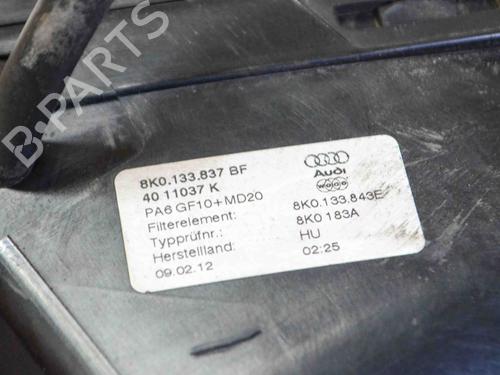 B-PARTS
8K0.133.837 BF
40 11037 K
PA6 GF10+MD20
Filterelement: 8K0.133.843E
Typprüfnr.: 8K0 183A
Herstelland: HU
09.02.12 02:25
Audi